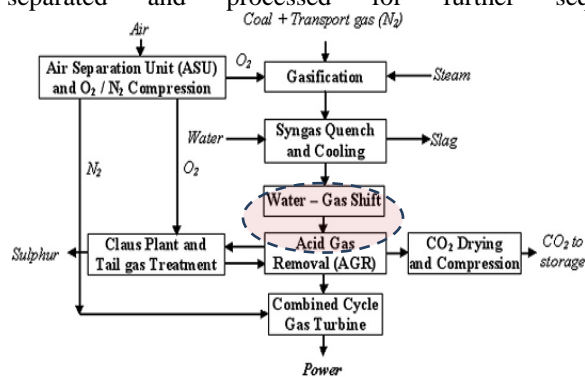 separated and processed for further seq
Coal + Transport gas (N₂)
Air
Air Separation Unit (ASU)
and O₂ / N₂ Compression
O₂
Gasification
Steam
Water
Syngas Quench
and Cooling
Slag
N₂
O₂
Water – Gas Shift
Sulphur
Claus Plant and
Tail gas Treatment
Acid Gas
Removal (AGR)
CO₂ Drying
and Compression
CO₂ to
storage
Combined Cycle
Gas Turbine
Power